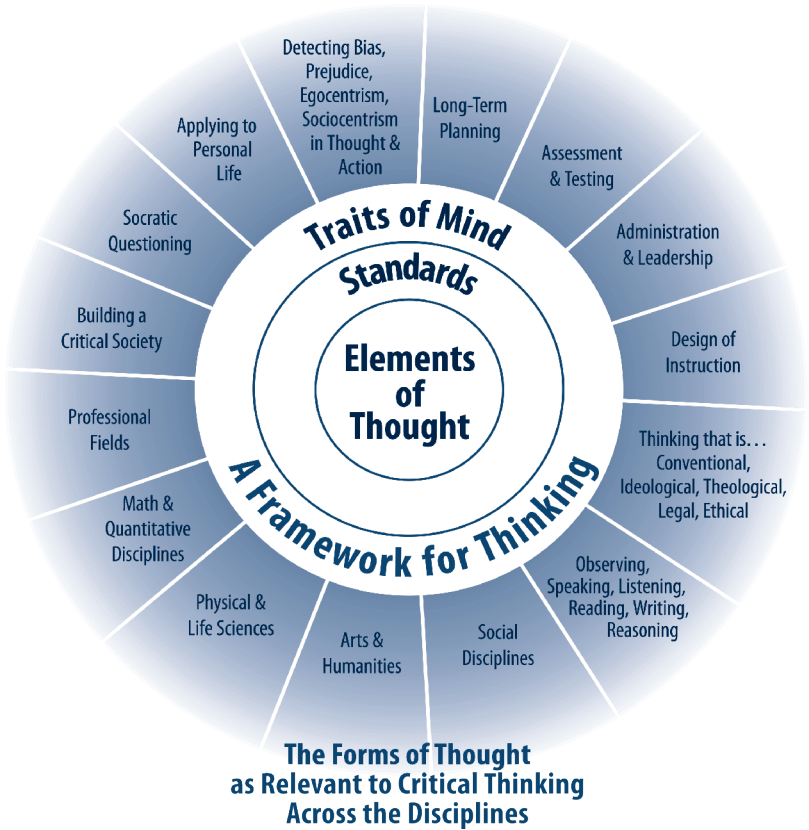 Detecting Bias,
Prejudice,
Egocentrism,
Sociocentrism
in Thought &
Action
Long-Term
Planning
Assessment
& Testing
Administration
& Leadership
Design of
Instruction
Thinking that is…
Conventional,
Ideological, Theological,
Legal, Ethical
Observing,
Speaking, Listening,
Reading, Writing,
Reasoning
Social
Disciplines
Arts &
Humanities
Physical &
Life Sciences
Math &
Quantitative
Disciplines
Professional
Fields
Building a
Critical Society
Socratic
Questioning
Applying to
Personal
Life
Traits of Mind
Standards
Elements
of
Thought
A Framework for Thinking
The Forms of Thought
as Relevant to Critical Thinking
Across the Disciplines